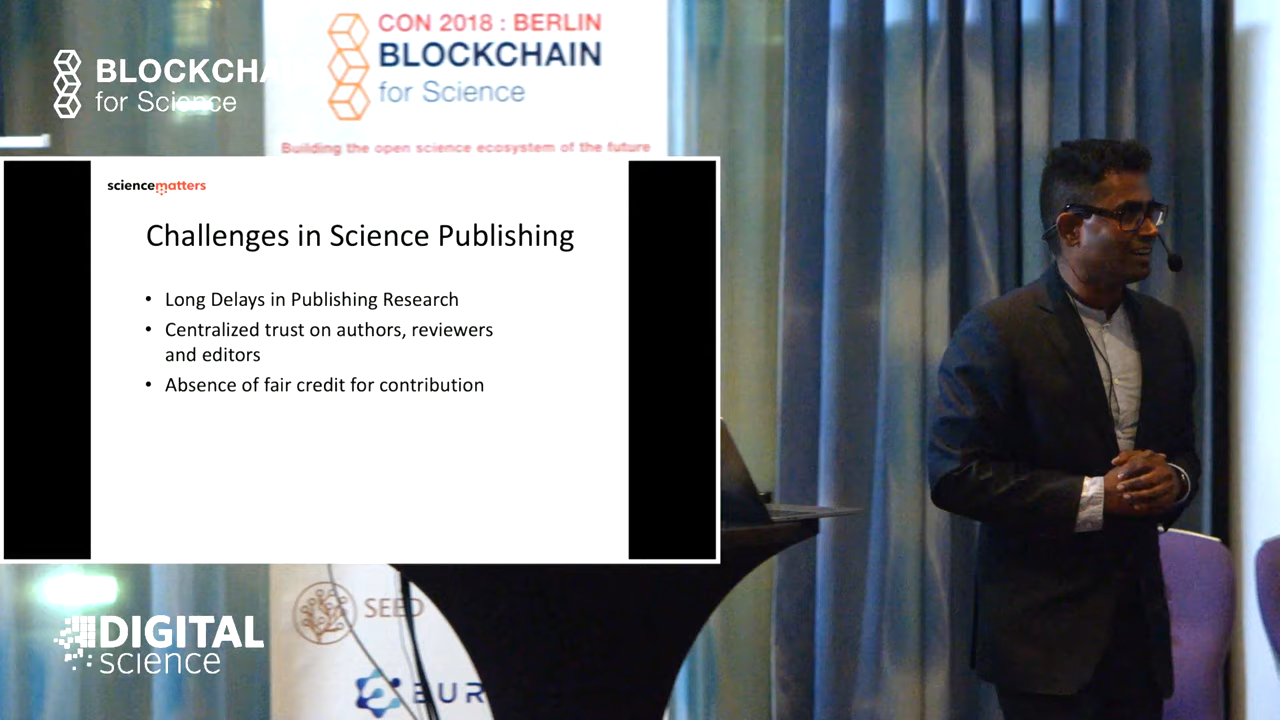 BLOCKCHA
for Science
CON 2018 : BERLIN
BLOCKCHAIN
for Science
Building the open science ecosystem of the future
sciencematters
Challenges in Science Publishing
• Long Delays in Publishing Research
• Centralized trust on authors, reviewers
and editors
• Absence of fair credit for contribution
SEED
EUR
DIGITAL
science